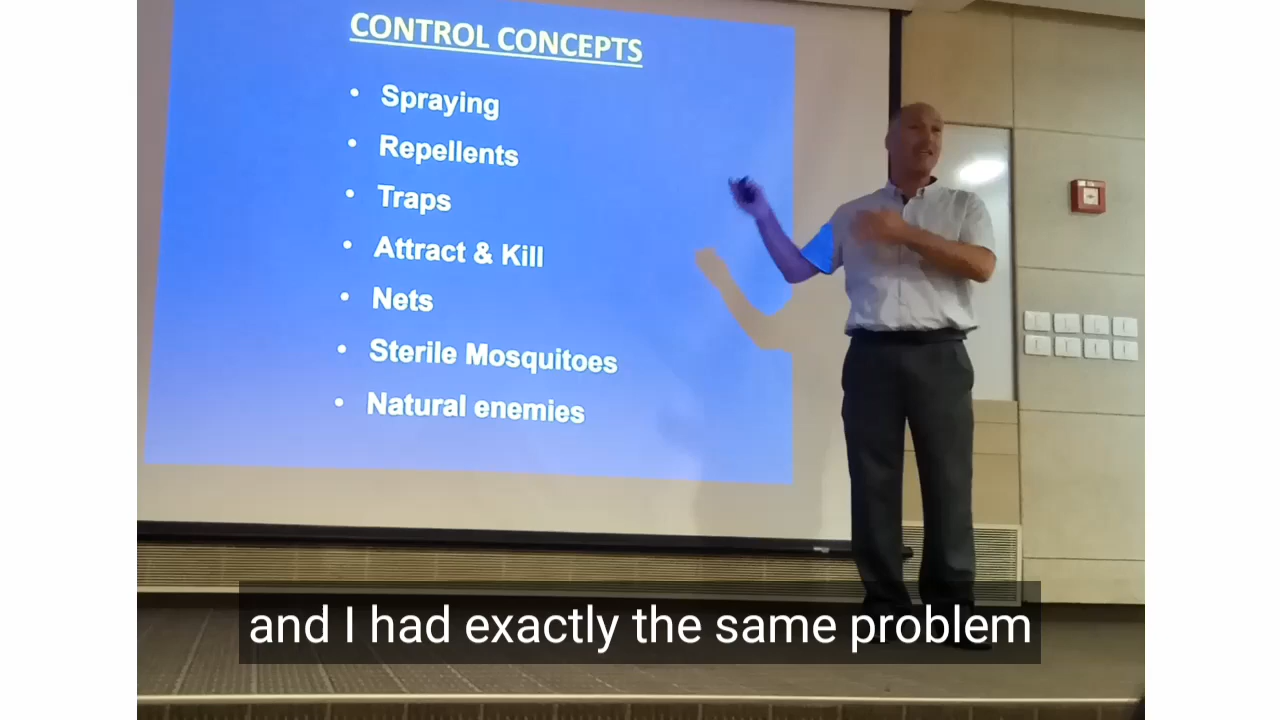 CONTROL CONCEPTS
• Spraying
• Repellents
• Traps
• Attract & Kill
• Nets
• Sterile Mosquitoes
• Natural enemies
and I had exactly the same problem